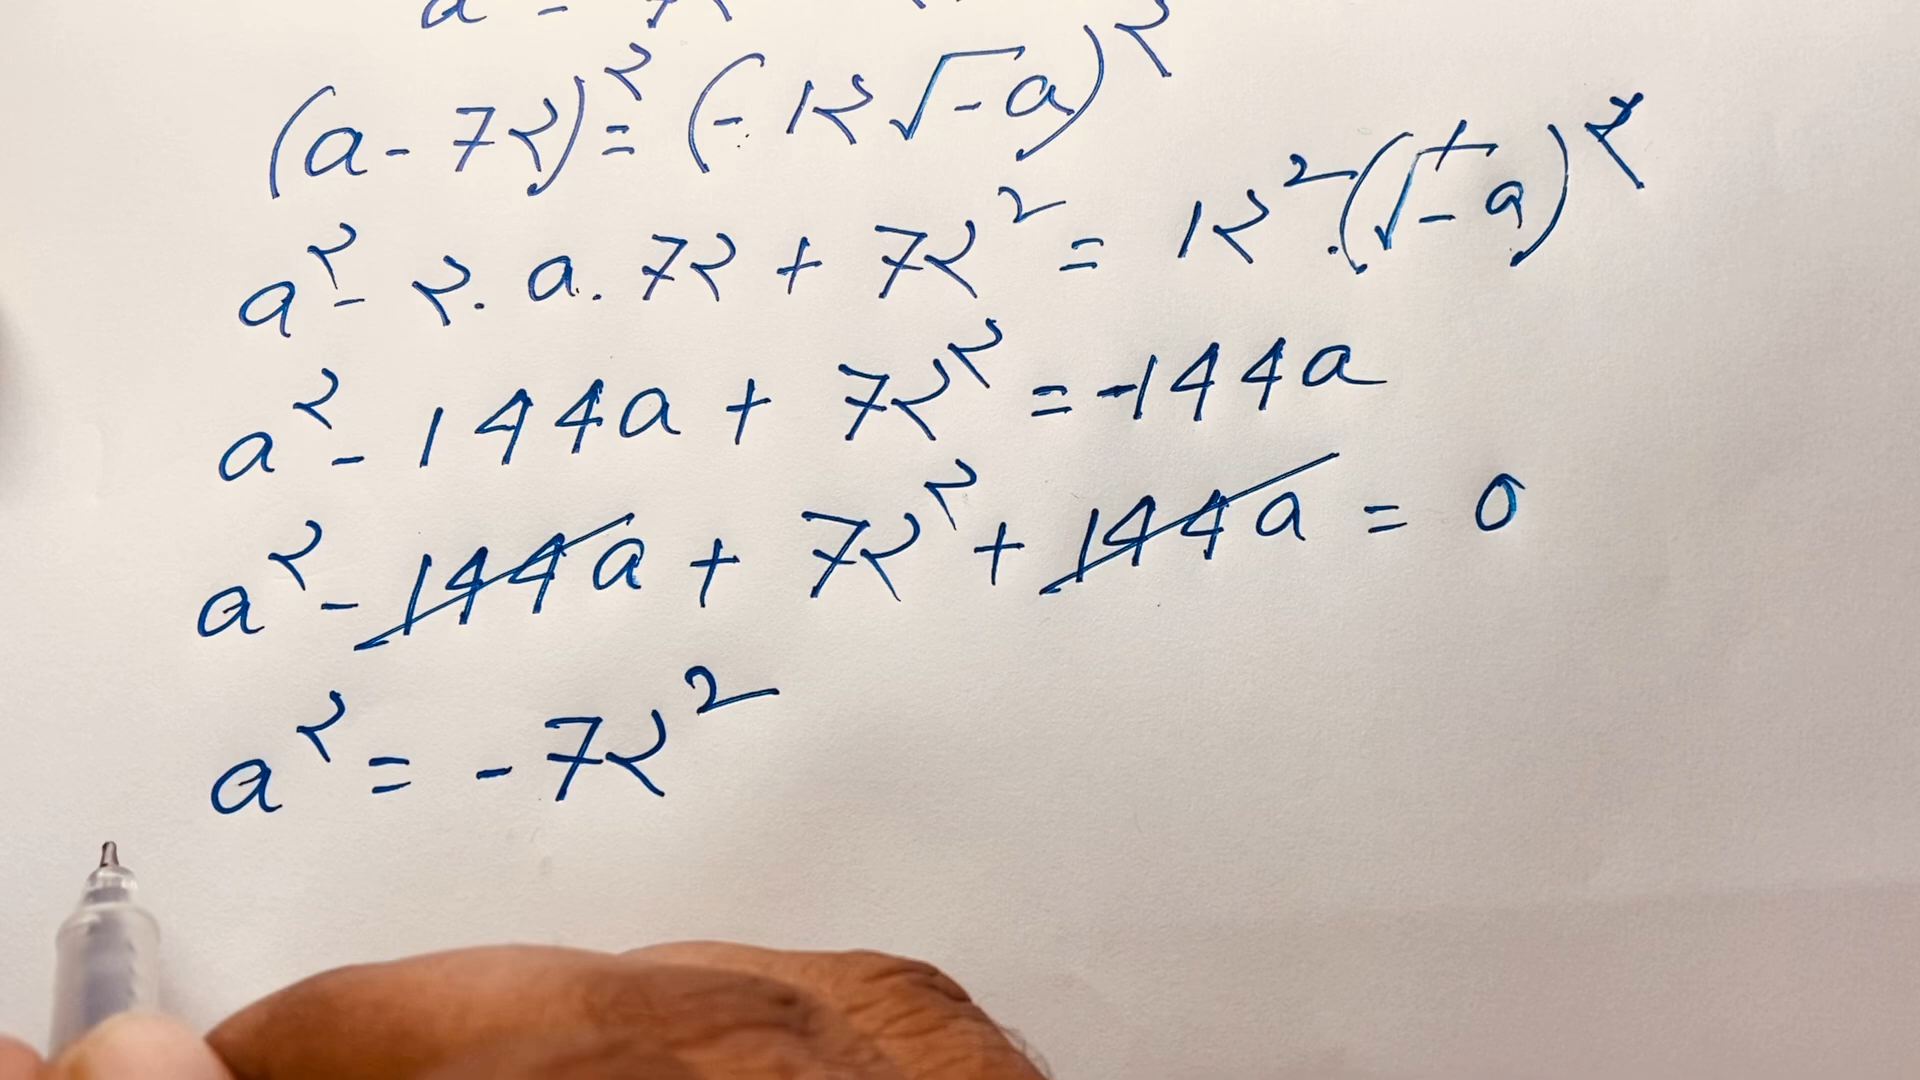 (a - 72)² = (- 12 √-a)²
a² - 2. a. 72 + 72² = 12² . (√-a)²
a² - 144a + 72² = -144a
a² - 144a + 72² + 144a = 0
a² = - 72²